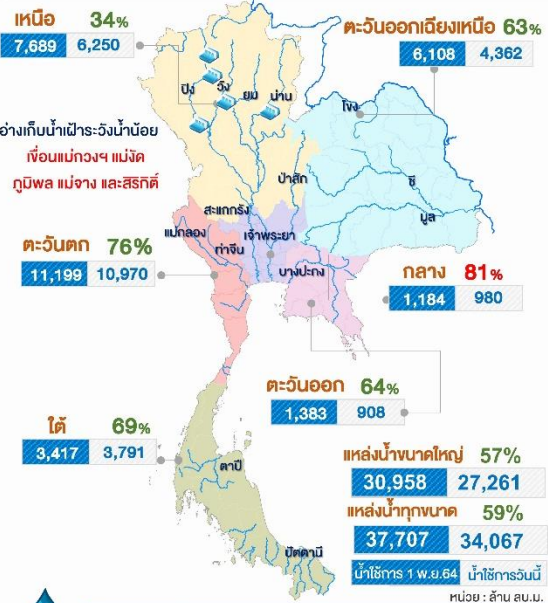 เหนือ 34%
7,689 6,250
ตะวันออกเฉียงเหนือ 63%
6,108 4,362
ปิง
วัง
ยม
น่าน
โขง
อ่างเก็บน้ำเฝ้าระวังน้ำน้อย
เขื่อนแม่กวงฯ แม่งัด
ภูมิพล แม่จาง และสิริกิติ์
ป่าสัก
ชี
มูล
สะแกกรัง
แม่กลอง
ท่าจีน
เจ้าพระยา
บางปะกง
ตะวันตก 76%
11,199 10,970
กลาง 81%
1,184 980
ตะวันออก 64%
1,383 908
ใต้ 69%
3,417 3,791
ตาปี
ปัตตานี
แหล่งน้ำขนาดใหญ่ 57%
30,958 27,261
แหล่งน้ำทุกขนาด 59%
37,707 34,067
น้ำใช้การ 1 พ.ย.64 น้ำใช้การวันนี้
หน่วย : ล้าน ลบ.ม.